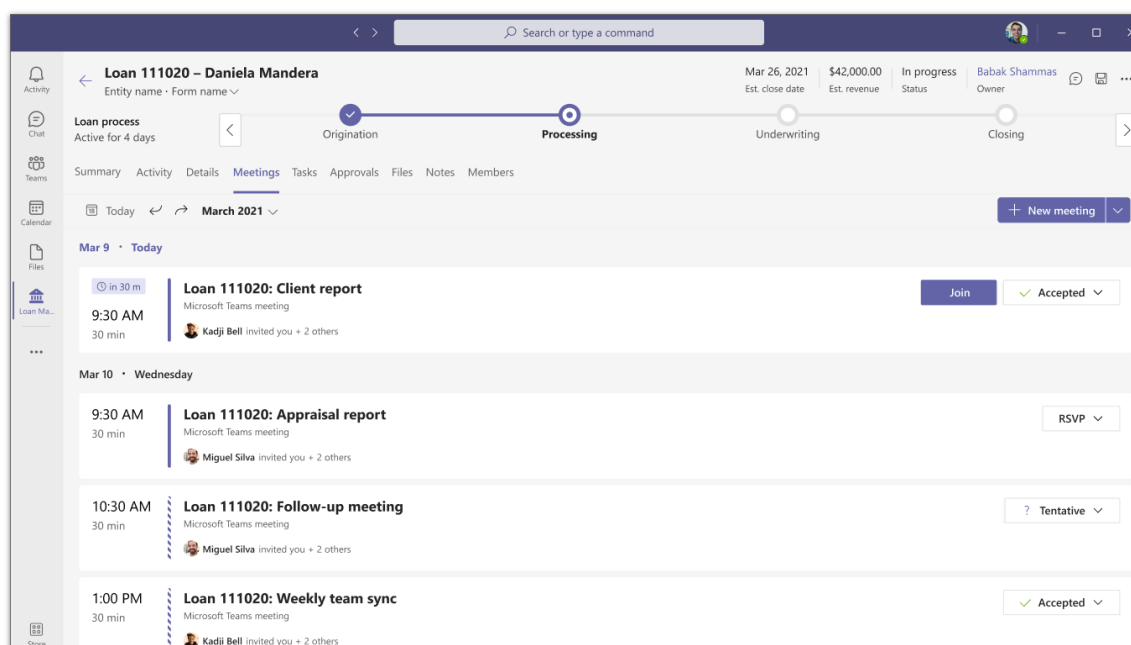 Search or type a command
Activity
Chat
Teams
Calendar
Files
Loan Ma...
Store
Loan 111020 – Daniela Mandera
Entity name · Form name
Mar 26, 2021
Est. close date
$42,000.00
Est. revenue
In progress
Status
Babak Shammas
Owner
Loan process
Active for 4 days
Origination
Processing
Underwriting
Closing
Summary Activity Details Meetings Tasks Approvals Files Notes Members
Today March 2021
New meeting
Mar 9 · Today
in 30 m
9:30 AM
30 min
Loan 111020: Client report
Microsoft Teams meeting
Kadji Bell invited you + 2 others
Join
Accepted
Mar 10 · Wednesday
9:30 AM
30 min
Loan 111020: Appraisal report
Microsoft Teams meeting
Miguel Silva invited you + 2 others
RSVP
10:30 AM
30 min
Loan 111020: Follow-up meeting
Microsoft Teams meeting
Miguel Silva invited you + 2 others
? Tentative
1:00 PM
30 min
Loan 111020: Weekly team sync
Microsoft Teams meeting
Kadji Bell invited you + 2 others
Accepted